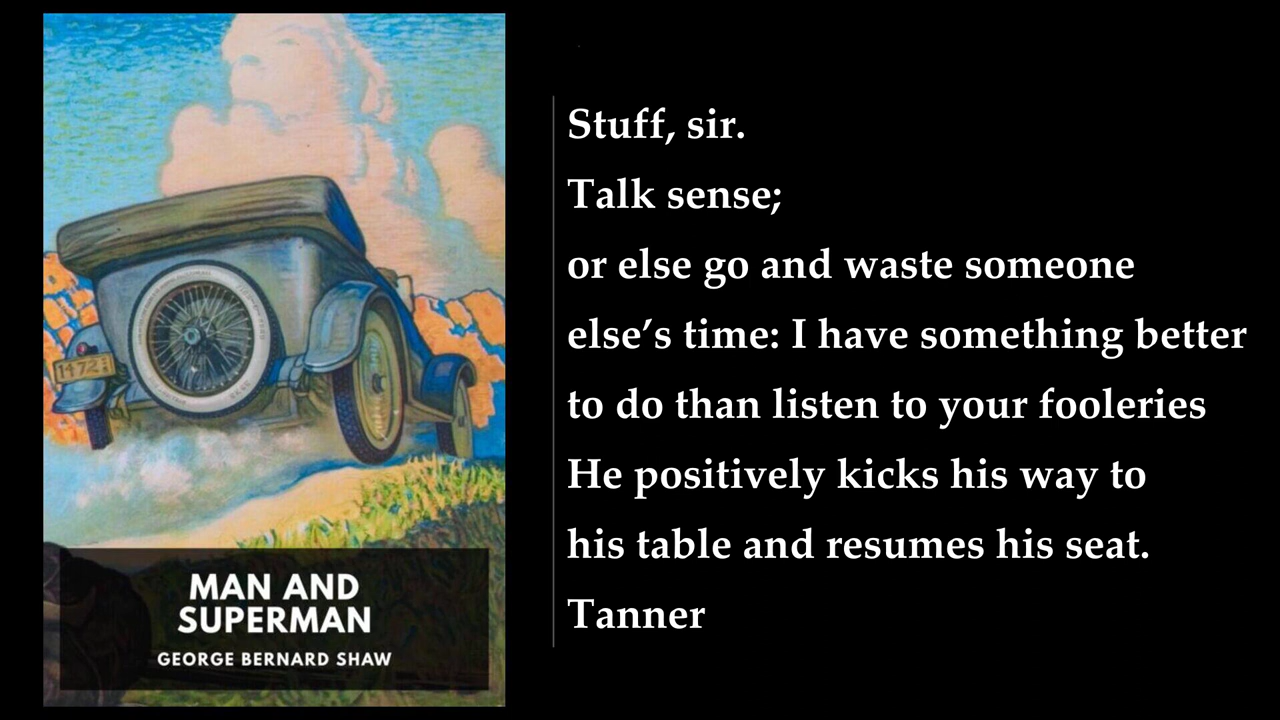 Stuff, sir.
Talk sense;
or else go and waste someone
else’s time: I have something better
to do than listen to your fooleries
He positively kicks his way to
his table and resumes his seat.
Tanner
1472
MAN AND
SUPERMAN
GEORGE BERNARD SHAW